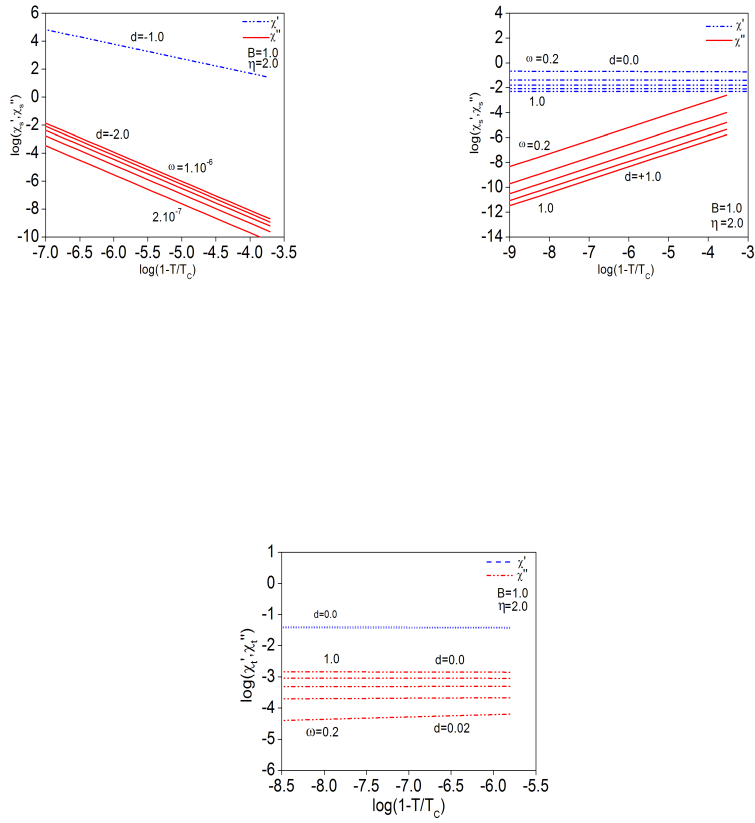 6
4
2
0
-2
-4
-6
-8
-10
log(χₛ',χₛ'')
χ'
χ''
B=1.0
η=2.0
d=-1.0
d=-2.0
ω=1.10⁻⁶
2.10⁻⁷
-7.0 -6.5 -6.0 -5.5 -5.0 -4.5 -4.0 -3.5
log(1-T/T_C)
4
2
0
-2
-4
-6
-8
-10
-12
-14
log(χₛ',χₛ'')
χ'
χ''
ω=0.2
d=0.0
1.0
ω=0.2
d=+1.0
1.0
B=1.0
η=2.0
-9 -8 -7 -6 -5 -4 -3
log(1-T/T_C)
1
0
-1
-2
-3
-4
-5
-6
log(χₜ',χₜ'')
χ'
χ''
B=1.0
η=2.0
d=0.0
1.0
d=0.0
ω=0.2
d=0.02
-8.5 -8.0 -7.5 -7.0 -6.5 -6.0 -5.5
log(1-T/T_C)